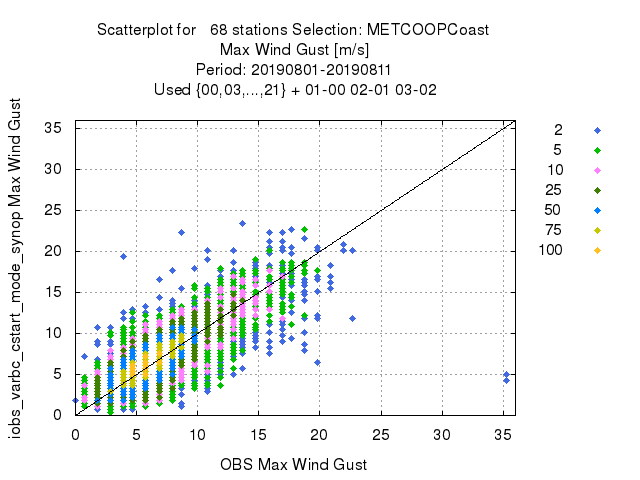 Scatterplot for 68 stations Selection: METCOOPCoast
Max Wind Gust [m/s]
Period: 20190801-20190811
Used {00,03,...,21} + 01-00 02-01 03-02
iobs_varbc_cstart_mode_synop Max Wind Gust
35
30
25
20
15
10
5
0
0 5 10 15 20 25 30 35
OBS Max Wind Gust
2
5
10
25
50
75
100